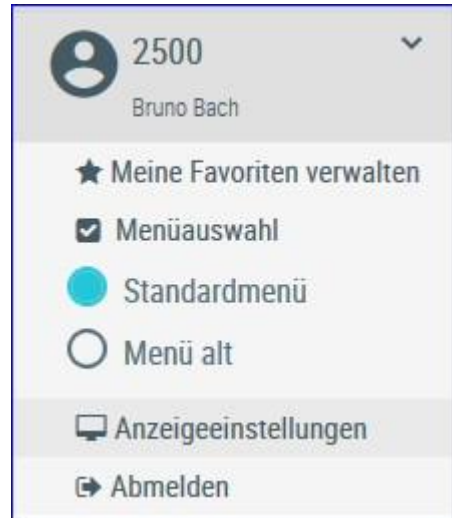 2500
Bruno Bach
Meine Favoriten verwalten
Menüauswahl
Standardmenü
Menü alt
Anzeigeeinstellungen
Abmelden